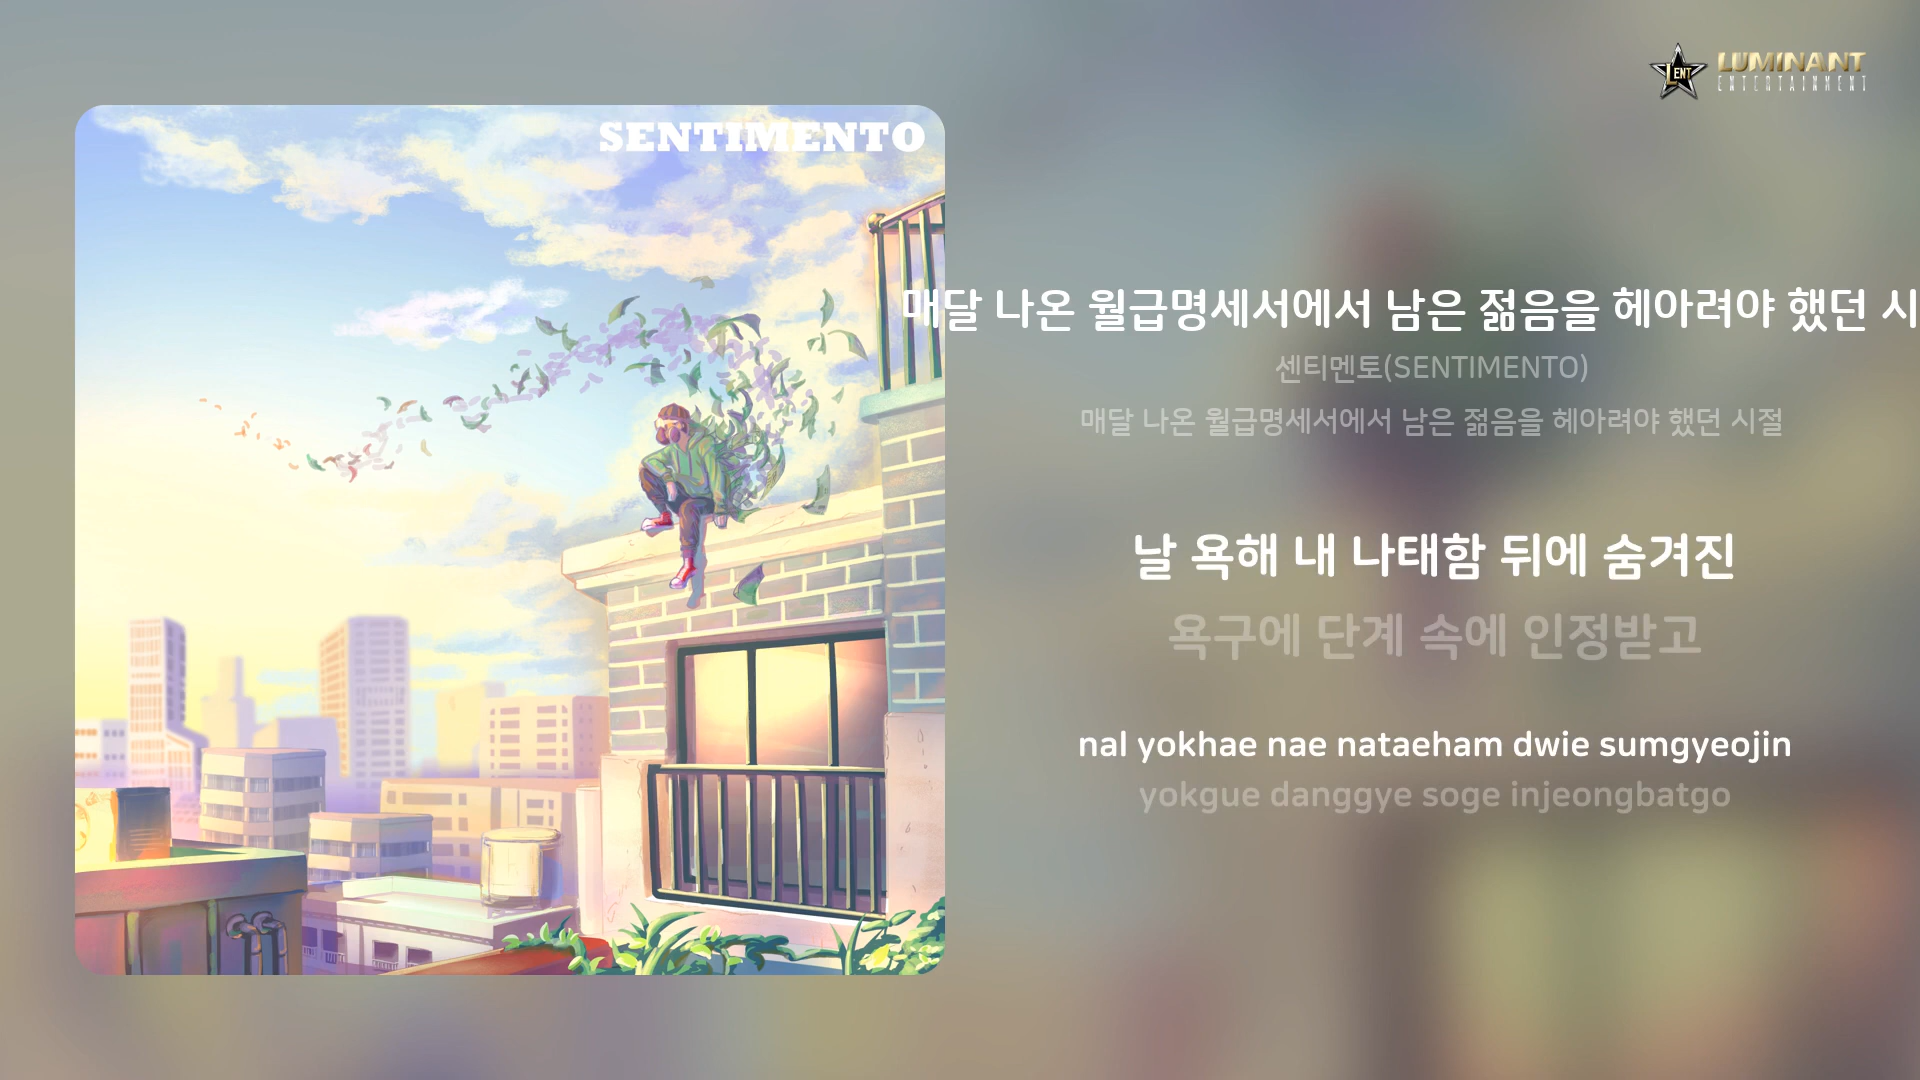 LENT
LUMINANT
ENTERTAINMENT
SENTIMENTO
매달 나온 월급명세서에서 남은 젊음을 헤아려야 했던 시
센티멘토(SENTIMENTO)
매달 나온 월급명세서에서 남은 젊음을 헤아려야 했던 시절
날 욕해 내 나태함 뒤에 숨겨진
욕구에 단계 속에 인정받고
nal yokhae nae nataeham dwie sumgyeojin
yokgue danggye soge injeongbatgo